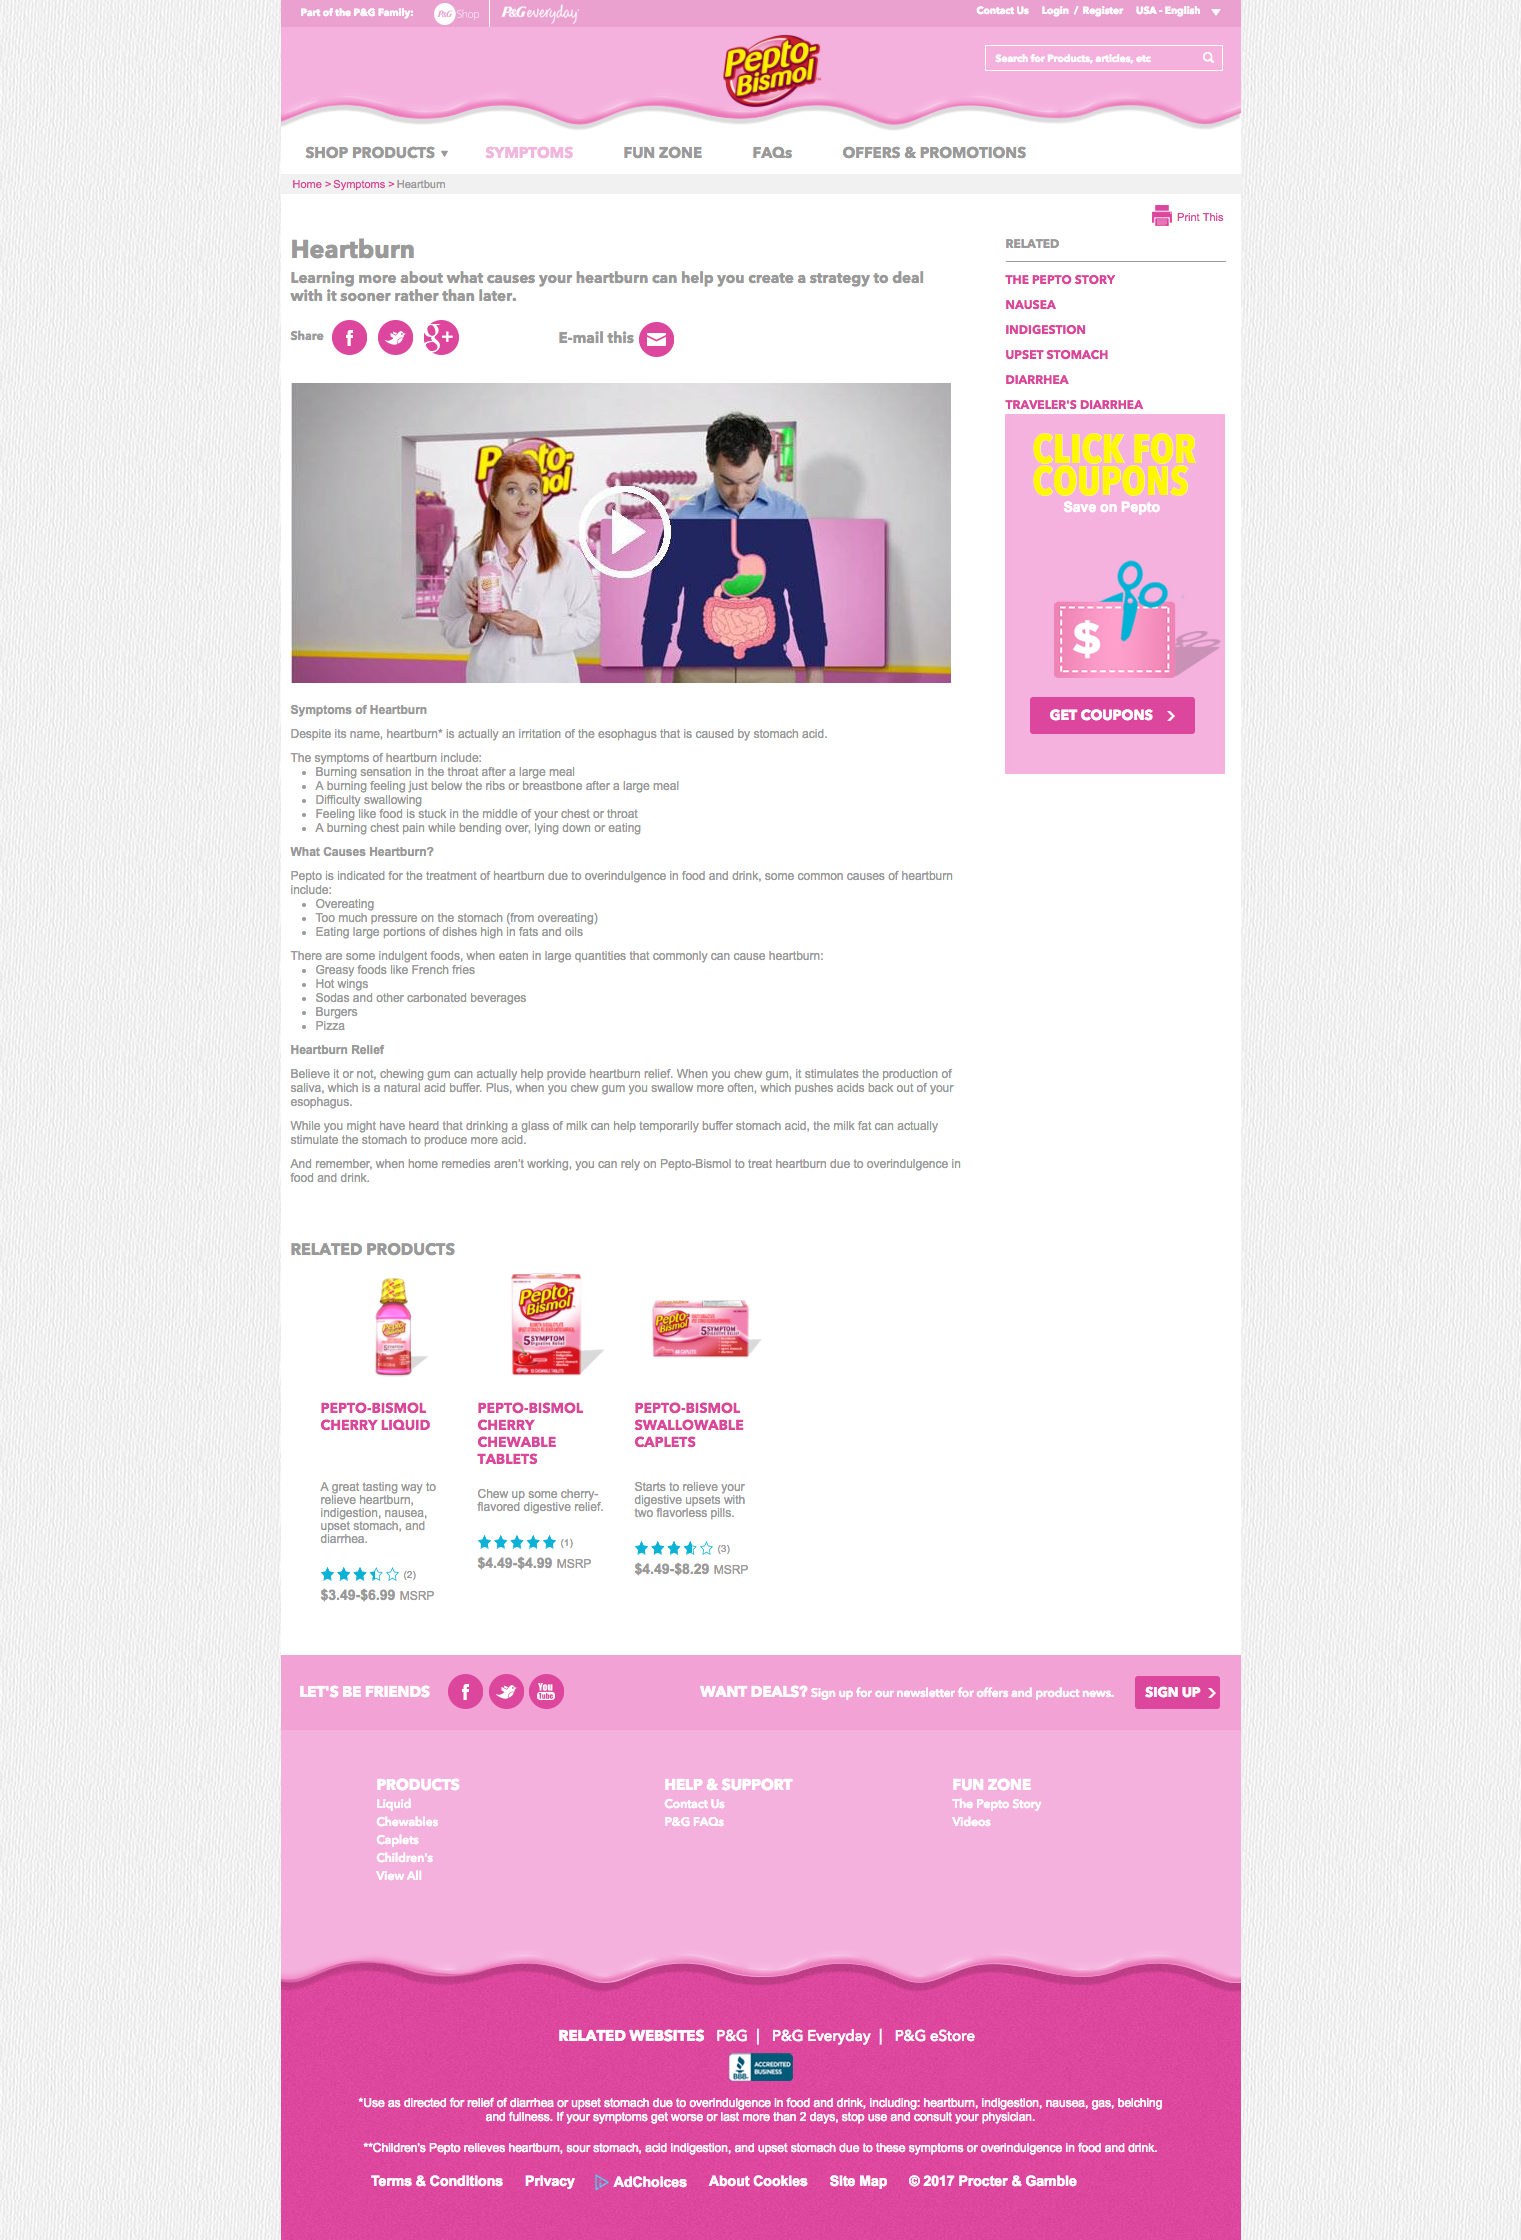 Part of the P&G Family: P&G Shop P&G everyday Contact Us Login / Register USA - English
Pepto-
Bismol
Search for Products, articles, etc
SHOP PRODUCTS SYMPTOMS FUN ZONE FAQs OFFERS & PROMOTIONS
Home > Symptoms > Heartburn
Print This
Heartburn
Learning more about what causes your heartburn can help you create a strategy to deal
with it sooner rather than later.
Share E-mail this
RELATED
THE PEPTO STORY
NAUSEA
INDIGESTION
UPSET STOMACH
DIARRHEA
TRAVELER'S DIARRHEA
CLICK FOR
COUPONS
Save on Pepto
$
GET COUPONS
Symptoms of Heartburn
Despite its name, heartburn* is actually an irritation of the esophagus that is caused by stomach acid.
The symptoms of heartburn include:
Burning sensation in the throat after a large meal
A burning feeling just below the ribs or breastbone after a large meal
Difficulty swallowing
Feeling like food is stuck in the middle of your chest or throat
A burning chest pain while bending over, lying down or eating
What Causes Heartburn?
Pepto is indicated for the treatment of heartburn due to overindulgence in food and drink, some common causes of heartburn
include:
Overeating
Too much pressure on the stomach (from overeating)
Eating large portions of dishes high in fats and oils
There are some indulgent foods, when eaten in large quantities that commonly can cause heartburn:
Greasy foods like French fries
Hot wings
Sodas and other carbonated beverages
Burgers
Pizza
Heartburn Relief
Believe it or not, chewing gum can actually help provide heartburn relief. When you chew gum, it stimulates the production of
saliva, which is a natural acid buffer. Plus, when you chew gum you swallow more often, which pushes acids back out of your
esophagus.
While you might have heard that drinking a glass of milk can help temporarily buffer stomach acid, the milk fat can actually
stimulate the stomach to produce more acid.
And remember, when home remedies aren't working, you can rely on Pepto-Bismol to treat heartburn due to overindulgence in
food and drink.
RELATED PRODUCTS
Pepto-
Bismol
5 SYMPTOM
Digestive Relief
Pepto-
Bismol
5 SYMPTOM
PEPTO-BISMOL
CHERRY LIQUID
A great tasting way to
relieve heartburn,
indigestion, nausea,
upset stomach, and
diarrhea.
(2)
$3.49-$6.99 MSRP
PEPTO-BISMOL
CHERRY
CHEWABLE
TABLETS
Chew up some cherry-
flavored digestive relief.
(1)
$4.49-$4.99 MSRP
PEPTO-BISMOL
SWALLOWABLE
CAPLETS
Starts to relieve your
digestive upsets with
two flavorless pills.
(3)
$4.49-$8.29 MSRP
LET'S BE FRIENDS You Tube WANT DEALS? Sign up for our newsletter for offers and product news. SIGN UP
PRODUCTS
Liquid
Chewables
Caplets
Children's
View All
HELP & SUPPORT
Contact Us
P&G FAQs
FUN ZONE
The Pepto Story
Videos
RELATED WEBSITES P&G | P&G Everyday | P&G eStore
BBB. ACCREDITED
BUSINESS
*Use as directed for relief of diarrhea or upset stomach due to overindulgence in food and drink, including: heartburn, indigestion, nausea, gas, belching
and fullness. If your symptoms get worse or last more than 2 days, stop use and consult your physician.
**Children's Pepto relieves heartburn, sour stomach, acid indigestion, and upset stomach due to these symptoms or overindulgence in food and drink.
Terms & Conditions Privacy AdChoices About Cookies Site Map © 2017 Procter & Gamble